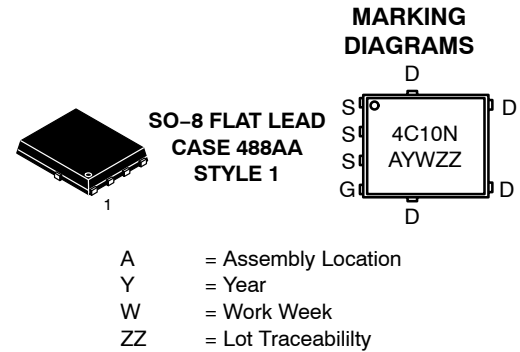 MARKING
DIAGRAMS
SO−8 FLAT LEAD
CASE 488AA
STYLE 1
1
D
S
D
S
S
G
D
D
4C10N
AYWZZ
A = Assembly Location
Y = Year
W = Work Week
ZZ = Lot Traceabililty